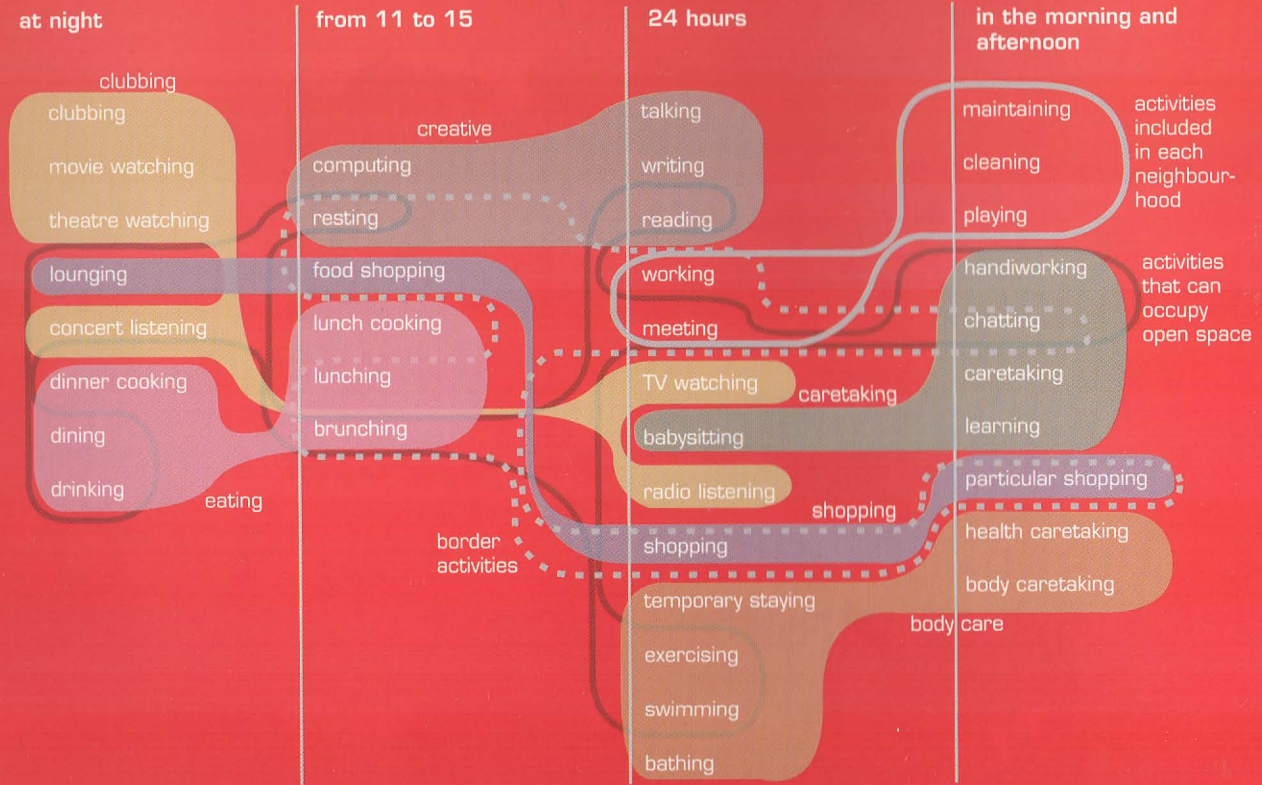 at night
clubbing
clubbing
movie watching
theatre watching
lounging
concert listening
dinner cooking
dining
drinking
eating
from 11 to 15
creative
computing
resting
food shopping
lunch cooking
lunching
brunching
border
activities
24 hours
talking
writing
reading
working
meeting
TV watching
caretaking
babysitting
radio listening
shopping
shopping
temporary staying
exercising
swimming
bathing
in the morning and
afternoon
maintaining
cleaning
playing
handiworking
chatting
caretaking
learning
particular shopping
health caretaking
body caretaking
body care
activities
included
in each
neighbour-
hood
activities
that can
occupy
open space